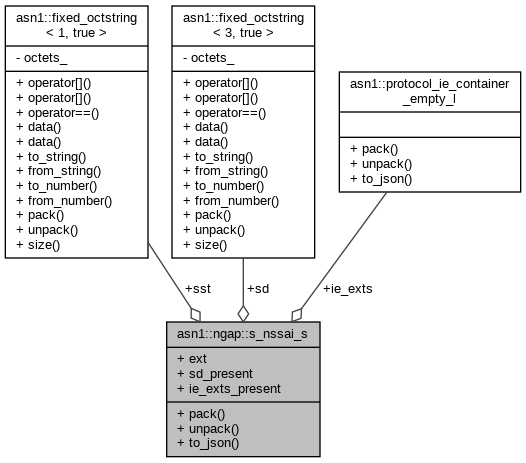 asn1::fixed_octstring
< 1, true >
- octets_
+ operator[]()
+ operator[]()
+ operator==()
+ data()
+ data()
+ to_string()
+ from_string()
+ to_number()
+ from_number()
+ pack()
+ unpack()
+ size()
asn1::fixed_octstring
< 3, true >
- octets_
+ operator[]()
+ operator[]()
+ operator==()
+ data()
+ data()
+ to_string()
+ from_string()
+ to_number()
+ from_number()
+ pack()
+ unpack()
+ size()
asn1::protocol_ie_container
_empty_l
+ pack()
+ unpack()
+ to_json()
+sst
+sd
+ie_exts
asn1::ngap::s_nssai_s
+ ext
+ sd_present
+ ie_exts_present
+ pack()
+ unpack()
+ to_json()